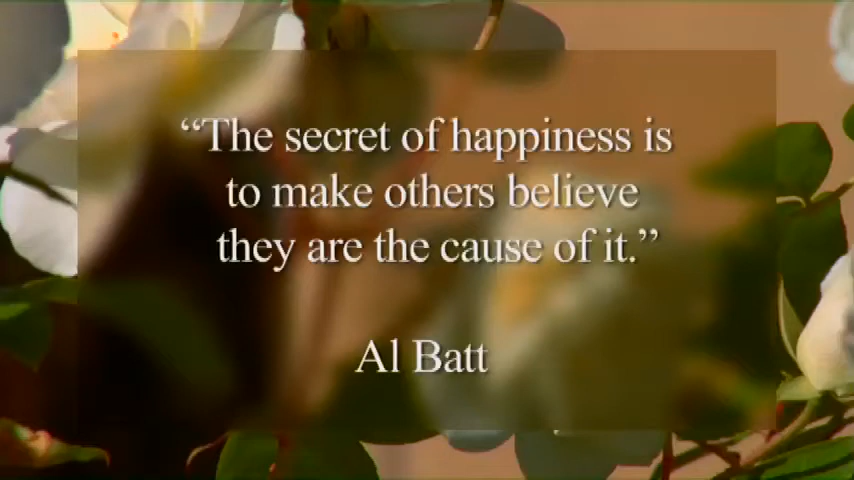 “The secret of happiness is
to make others believe
they are the cause of it.”
Al Batt